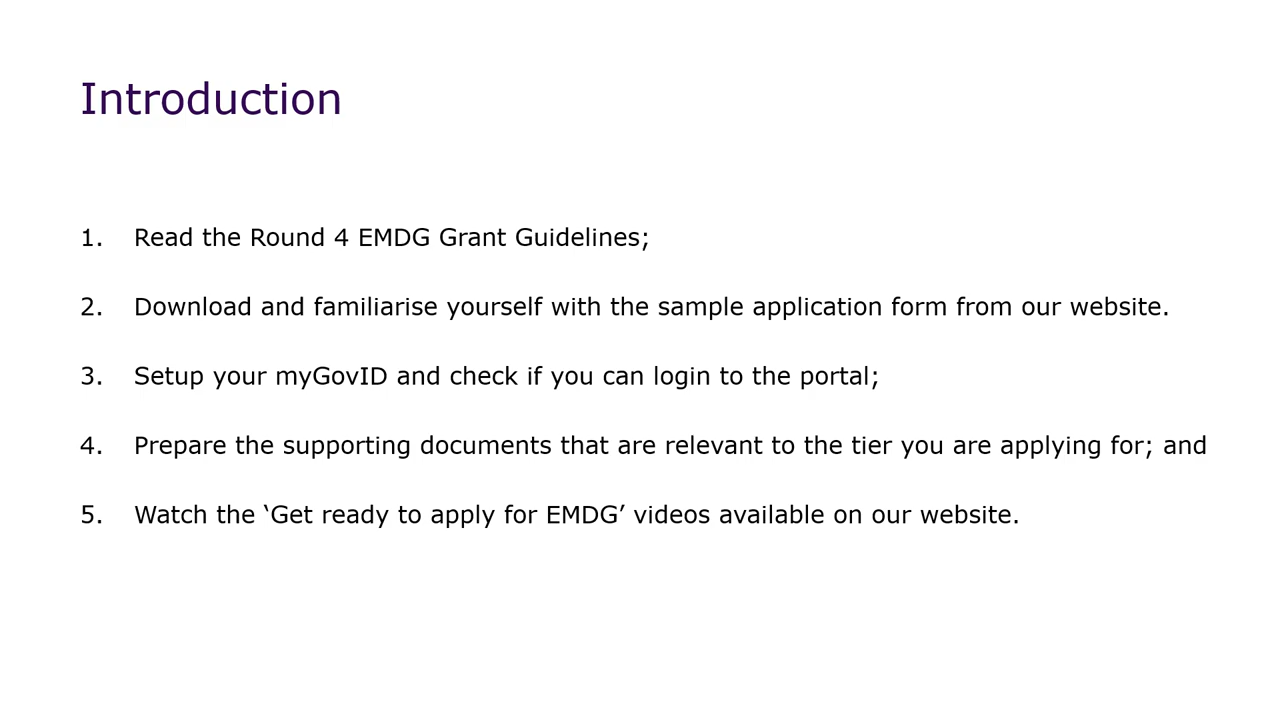 Introduction
1. Read the Round 4 EMDG Grant Guidelines;
2. Download and familiarise yourself with the sample application form from our website.
3. Setup your myGovID and check if you can login to the portal;
4. Prepare the supporting documents that are relevant to the tier you are applying for; and
5. Watch the ‘Get ready to apply for EMDG’ videos available on our website.